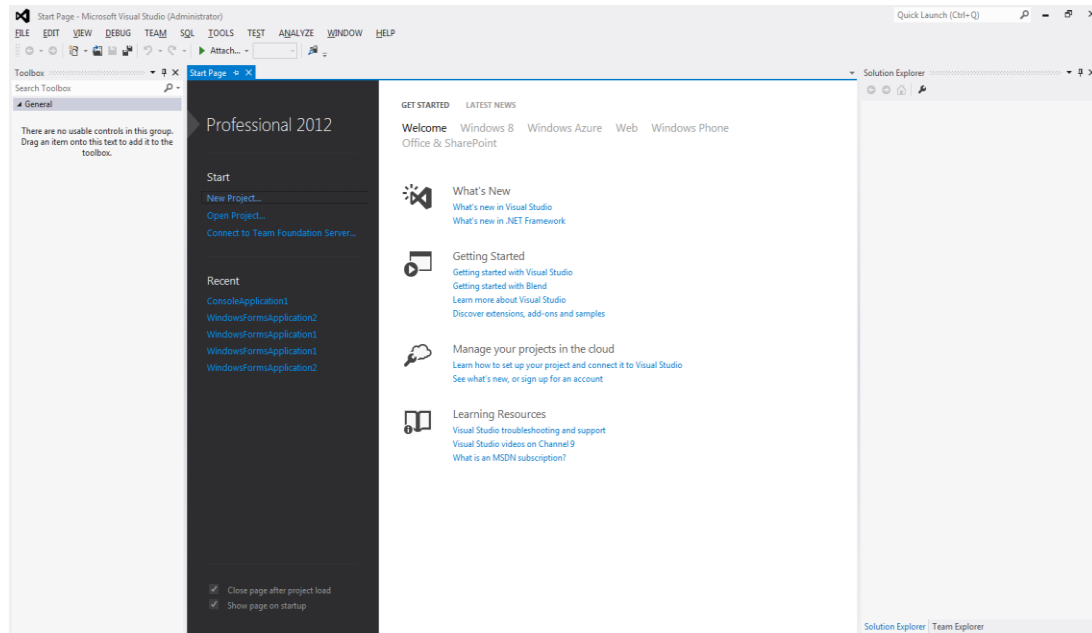 Start Page - Microsoft Visual Studio (Administrator)
Quick Launch (Ctrl+Q)
FILE EDIT VIEW DEBUG TEAM SQL TOOLS TEST ANALYZE WINDOW HELP
Attach...
Toolbox
Search Toolbox
General
There are no usable controls in this group.
Drag an item onto this text to add it to the
toolbox.
Start Page
Professional 2012
Start
New Project...
Open Project...
Connect to Team Foundation Server...
Recent
ConsoleApplication1
WindowsFormsApplication2
WindowsFormsApplication1
WindowsFormsApplication1
WindowsFormsApplication2
Close page after project load
Show page on startup
GET STARTED LATEST NEWS
Welcome Windows 8 Windows Azure Web Windows Phone
Office & SharePoint
What's New
What's new in Visual Studio
What's new in .NET Framework
Getting Started
Getting started with Visual Studio
Getting started with Blend
Learn more about Visual Studio
Discover extensions, add-ons and samples
Manage your projects in the cloud
Learn how to set up your project and connect it to Visual Studio
See what's new, or sign up for an account
Learning Resources
Visual Studio troubleshooting and support
Visual Studio videos on Channel 9
What is an MSDN subscription?
Solution Explorer
Solution Explorer Team Explorer